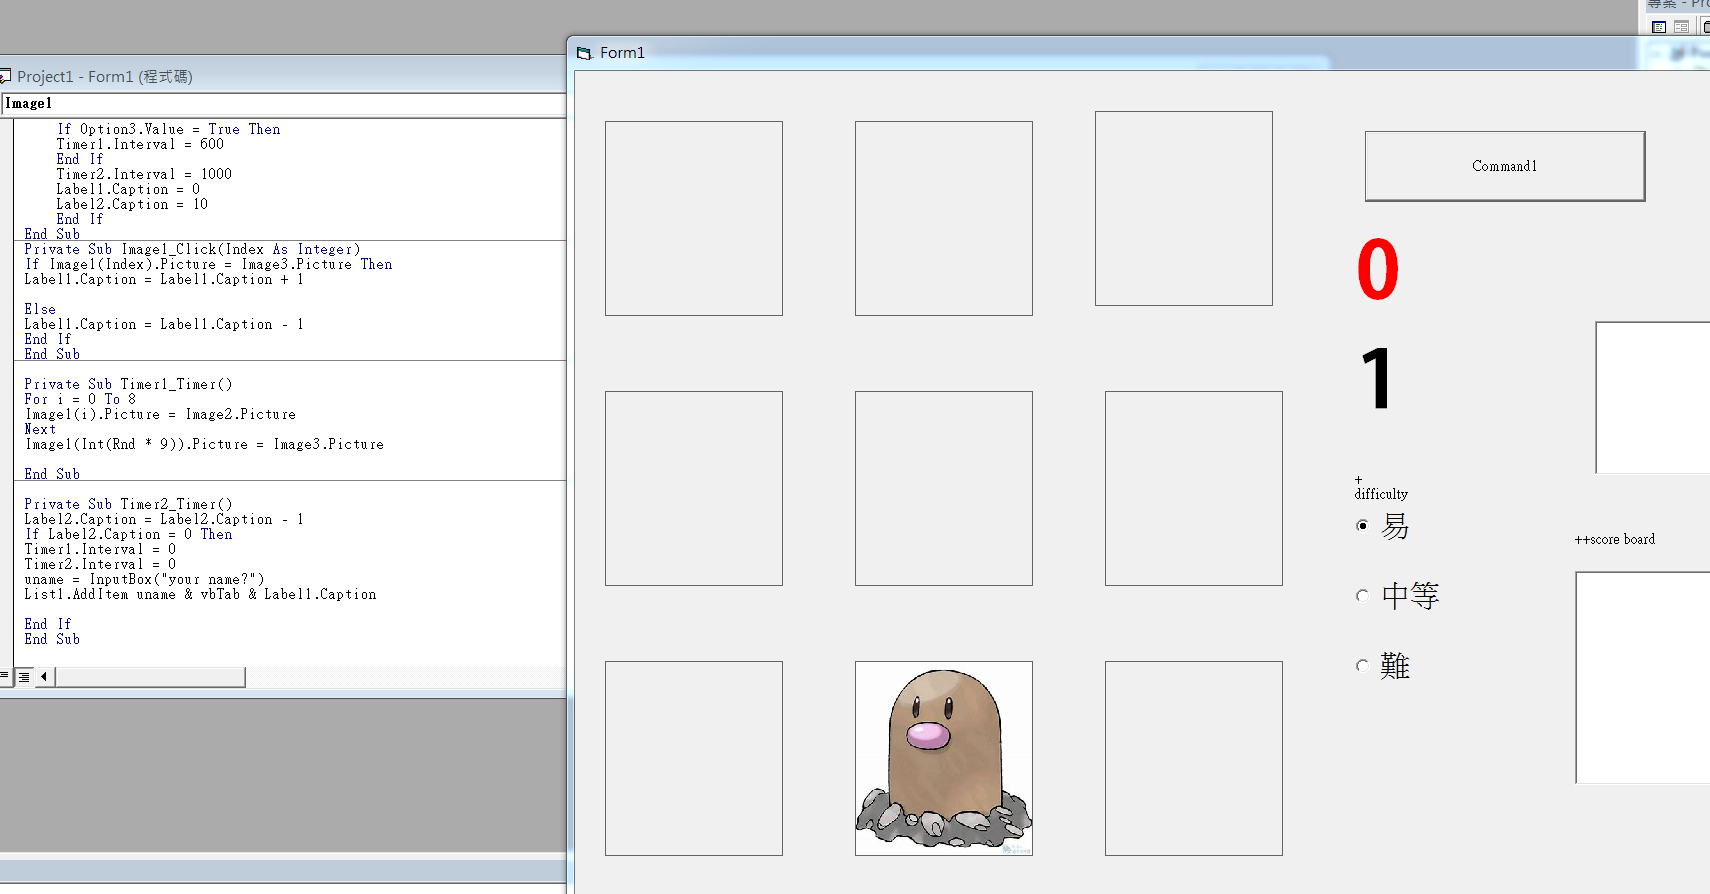 專案 - Pro
Form1
Project1 - Form1 (程式碼)
Image1
If Option3.Value = True Then
Timer1.Interval = 600
End If
Timer2.Interval = 1000
Label1.Caption = 0
Label2.Caption = 10
End If
End Sub
Private Sub Image1_Click(Index As Integer)
If Image1(Index).Picture = Image3.Picture Then
Label1.Caption = Label1.Caption + 1
Else
Label1.Caption = Label1.Caption - 1
End If
End Sub
Private Sub Timer1_Timer()
For i = 0 To 8
Image1(i).Picture = Image2.Picture
Next
Image1(Int(Rnd * 9)).Picture = Image3.Picture
End Sub
Private Sub Timer2_Timer()
Label2.Caption = Label2.Caption - 1
If Label2.Caption = 0 Then
Timer1.Interval = 0
Timer2.Interval = 0
uname = InputBox("your name?")
List1.AddItem uname & vbTab & Label1.Caption
End If
End Sub
Command1
0
1
+
difficulty
易
中等
難
++score board